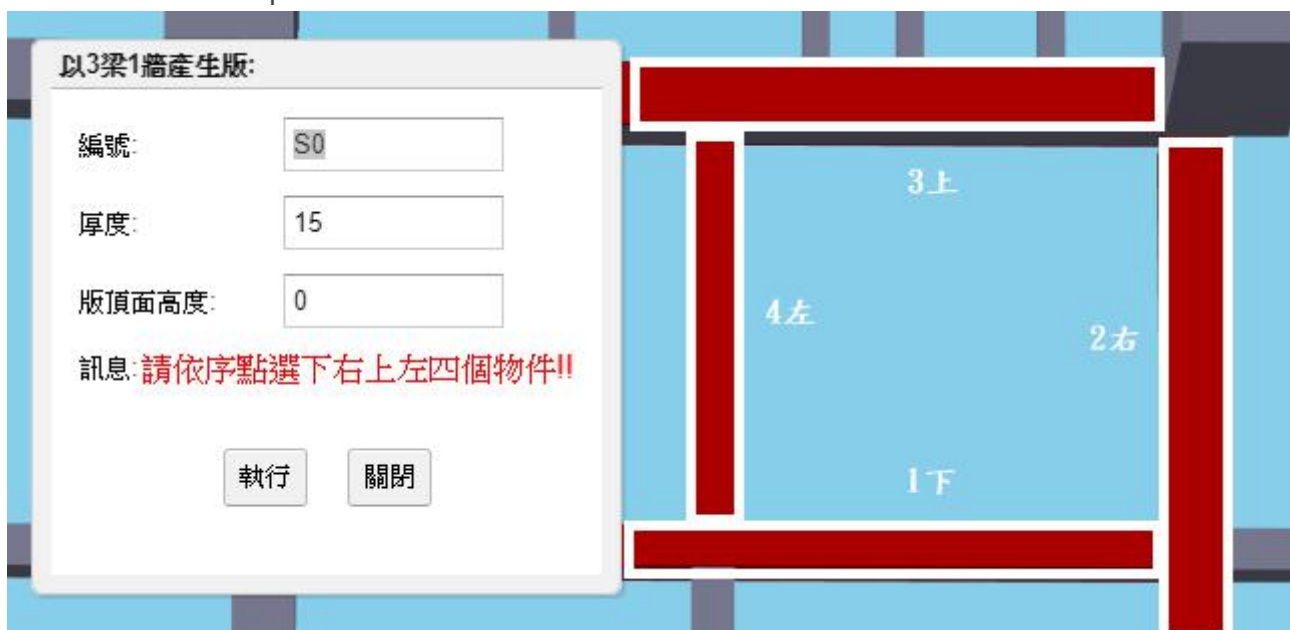 以3梁1牆產生版:
編號: S0
厚度: 15
版頂面高度: 0
訊息:請依序點選下右上左四個物件!!
執行 關閉
3上
4左
2右
1下